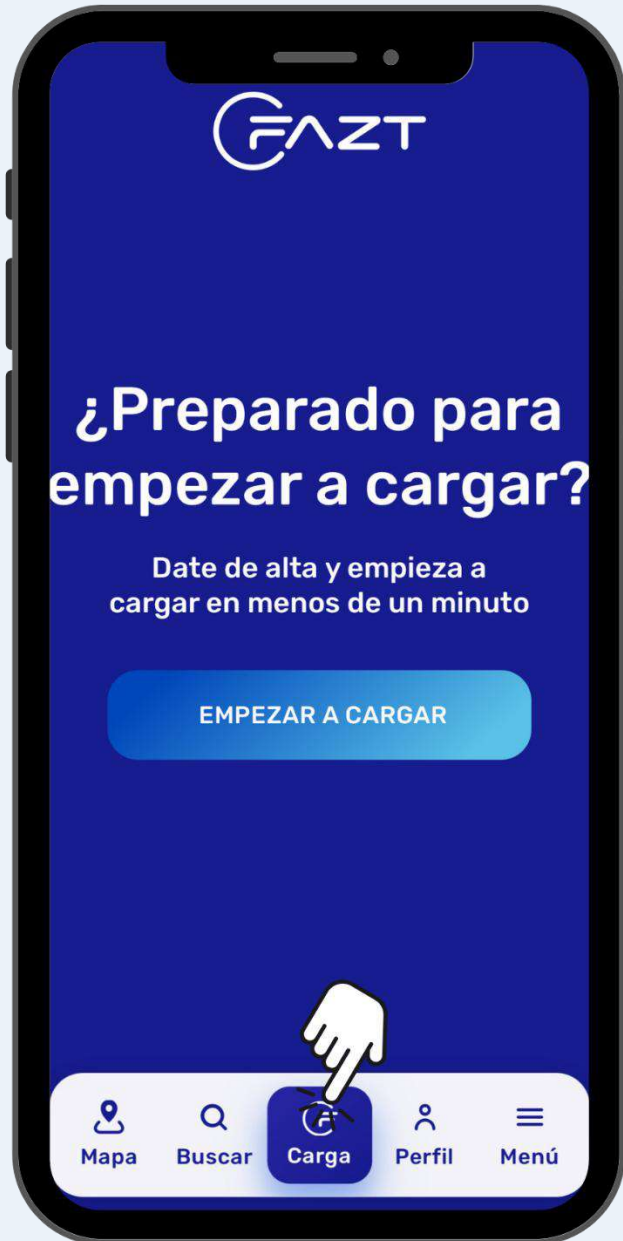 FAZT
¿Preparado para
empezar a cargar?
Date de alta y empieza a
cargar en menos de un minuto
EMPEZAR A CARGAR
Mapa Buscar Carga Perfil Menú